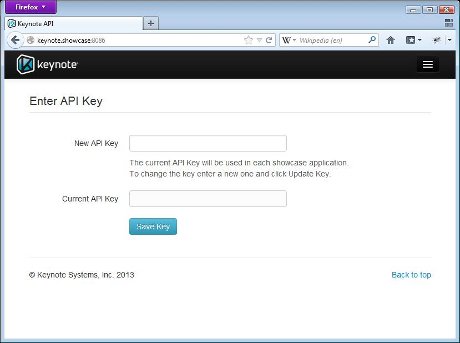 Firefox
Keynote API
keynote.showcase:8086
Wikipedia (en)
keynote
Enter API Key
New API Key
The current API Key will be used in each showcase application.
To change the key enter a new one and click Update Key.
Current API Key
Save Key
© Keynote Systems, Inc. 2013
Back to top